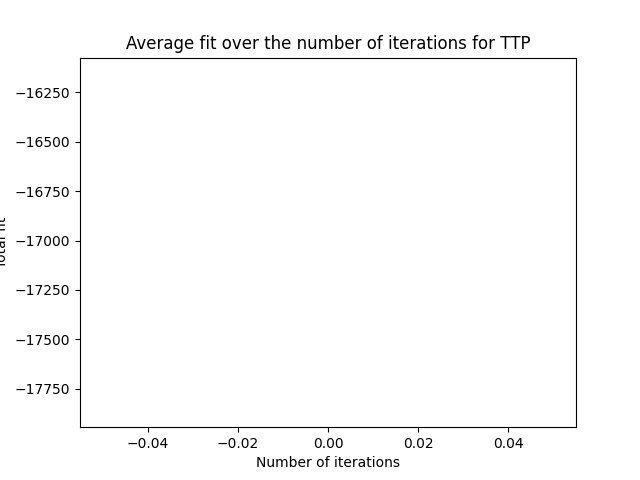 Average fit over the number of iterations for TTP
−16250
−16500
−16750
−17000
−17250
−17500
−17750
Total fit
−0.04 −0.02 0.00 0.02 0.04
Number of iterations